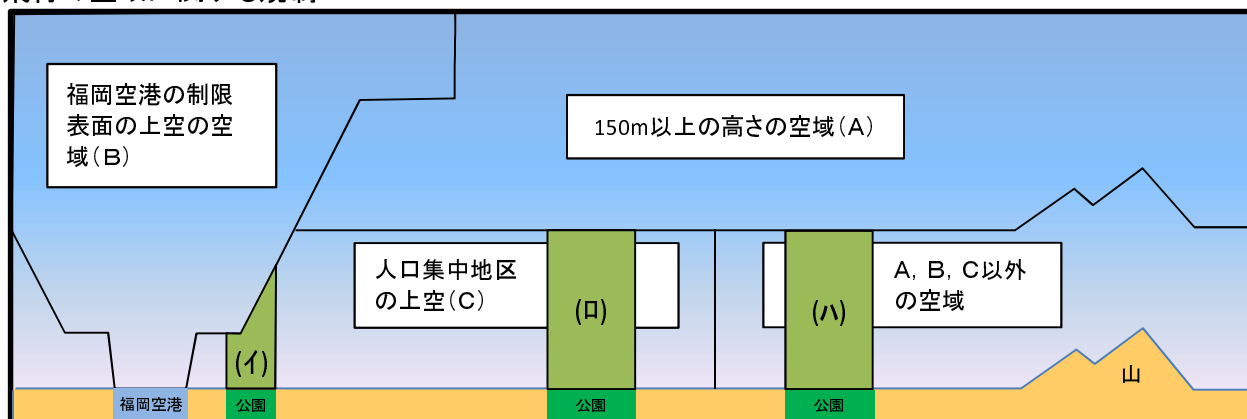 福岡空港の制限
表面の上空の空
域(B)
150m以上の高さの空域(A)
人口集中地区
の上空(C)
A,B,C以外
の空域
(イ)
(ロ)
(ハ)
山
福岡空港
公園
公園
公園